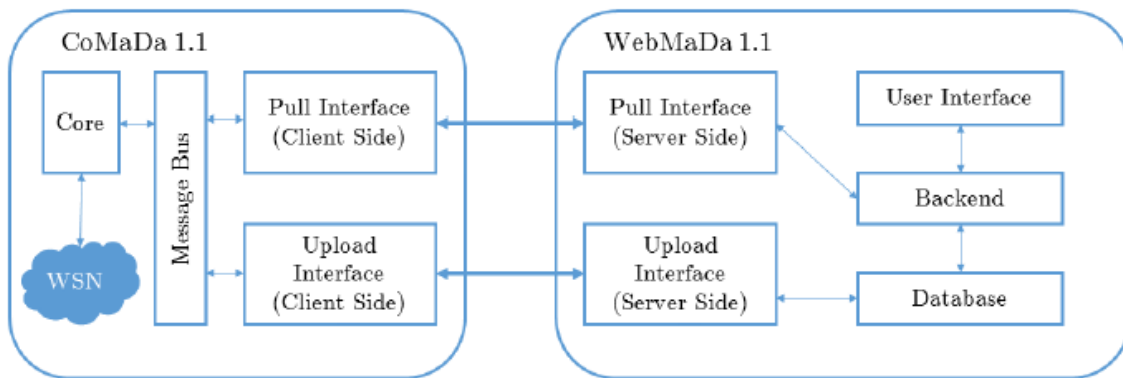 CoMaDa 1.1
Core
WSN
Message Bus
Pull Interface
(Client Side)
Upload
Interface
(Client Side)
WebMaDa 1.1
Pull Interface
(Server Side)
Upload
Interface
(Server Side)
User Interface
Backend
Database